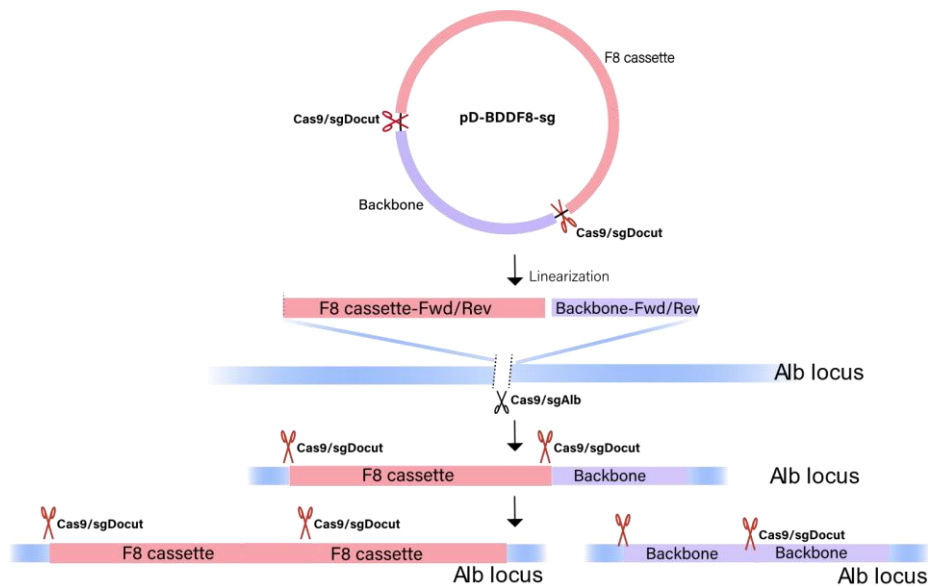 F8 cassette
Cas9/sgDocut
pD-BDDF8-sg
Backbone
Cas9/sgDocut
Linearization
F8 cassette-Fwd/Rev
Backbone-Fwd/Rev
Alb locus
Cas9/sgAlb
Cas9/sgDocut
Cas9/sgDocut
F8 cassette
Backbone
Alb locus
Cas9/sgDocut
Cas9/sgDocut
Cas9/sgDocut
F8 cassette
F8 cassette
Backbone
Backbone
Alb locus
Alb locus